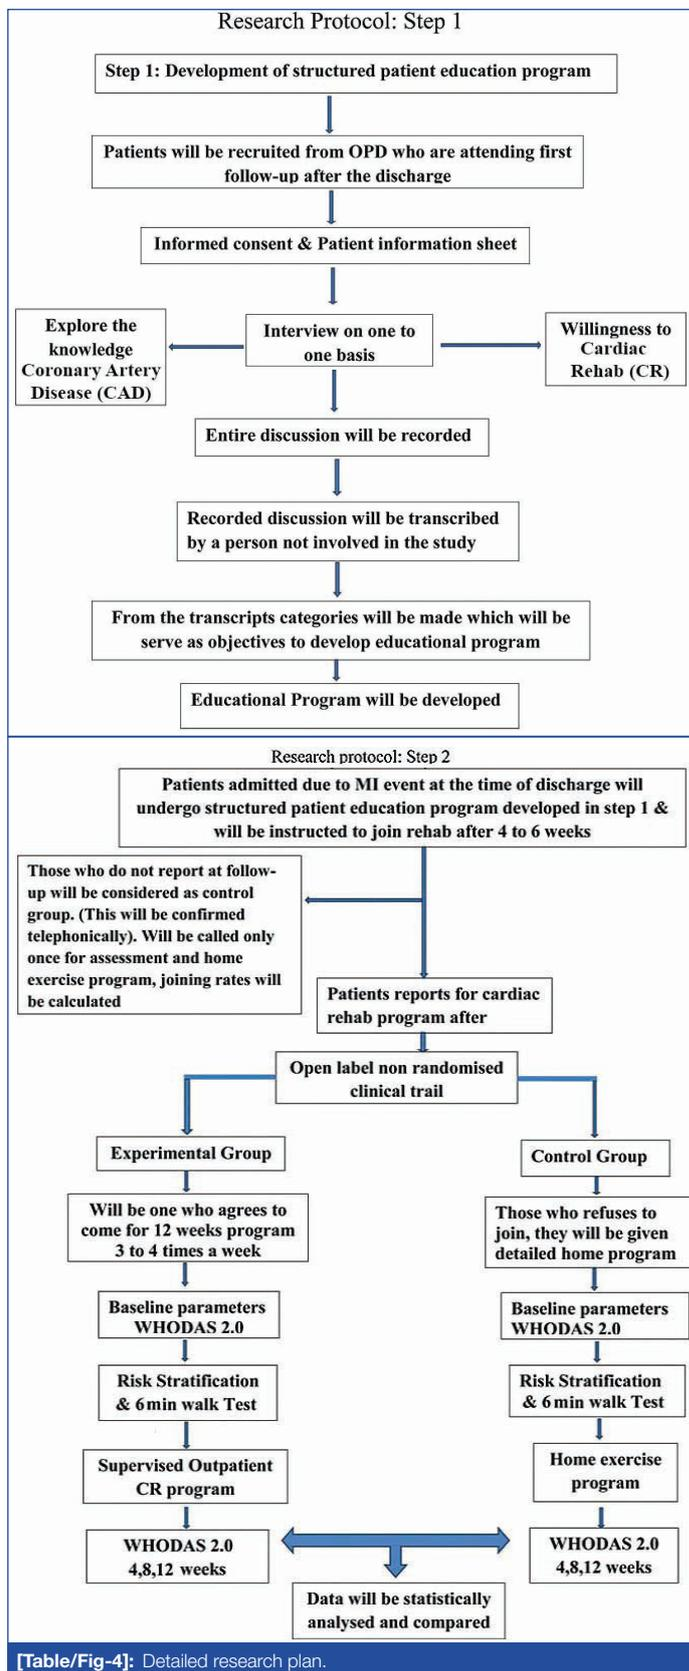 Research Protocol: Step 1
Step 1: Development of structured patient education program
Patients will be recruited from OPD who are attending first
follow-up after the discharge
Informed consent & Patient information sheet
Explore the
knowledge
Coronary Artery
Disease (CAD)
Interview on one to
one basis
Willingness to
Cardiac
Rehab (CR)
Entire discussion will be recorded
Recorded discussion will be transcribed
by a person not involved in the study
From the transcripts categories will be made which will be
serve as objectives to develop educational program
Educational Program will be developed
Research protocol: Step 2
Patients admitted due to MI event at the time of discharge will
undergo structured patient education program developed in step 1 &
will be instructed to join rehab after 4 to 6 weeks
Those who do not report at follow-
up will be considered as control
group. (This will be confirmed
telephonically). Will be called only
once for assessment and home
exercise program, joining rates will
be calculated
Patients reports for cardiac
rehab program after
Open label non randomised
clinical trail
Experimental Group
Will be one who agrees to
come for 12 weeks program
3 to 4 times a week
Baseline parameters
WHODAS 2.0
Risk Stratification
& 6 min walk Test
Supervised Outpatient
CR program
WHODAS 2.0
4,8,12 weeks
Control Group
Those who refuses to
join, they will be given
detailed home program
Baseline parameters
WHODAS 2.0
Risk Stratification
& 6 min walk Test
Home exercise
program
WHODAS 2.0
4,8,12 weeks
Data will be statistically
analysed and compared
[Table/Fig-4]: Detailed research plan.